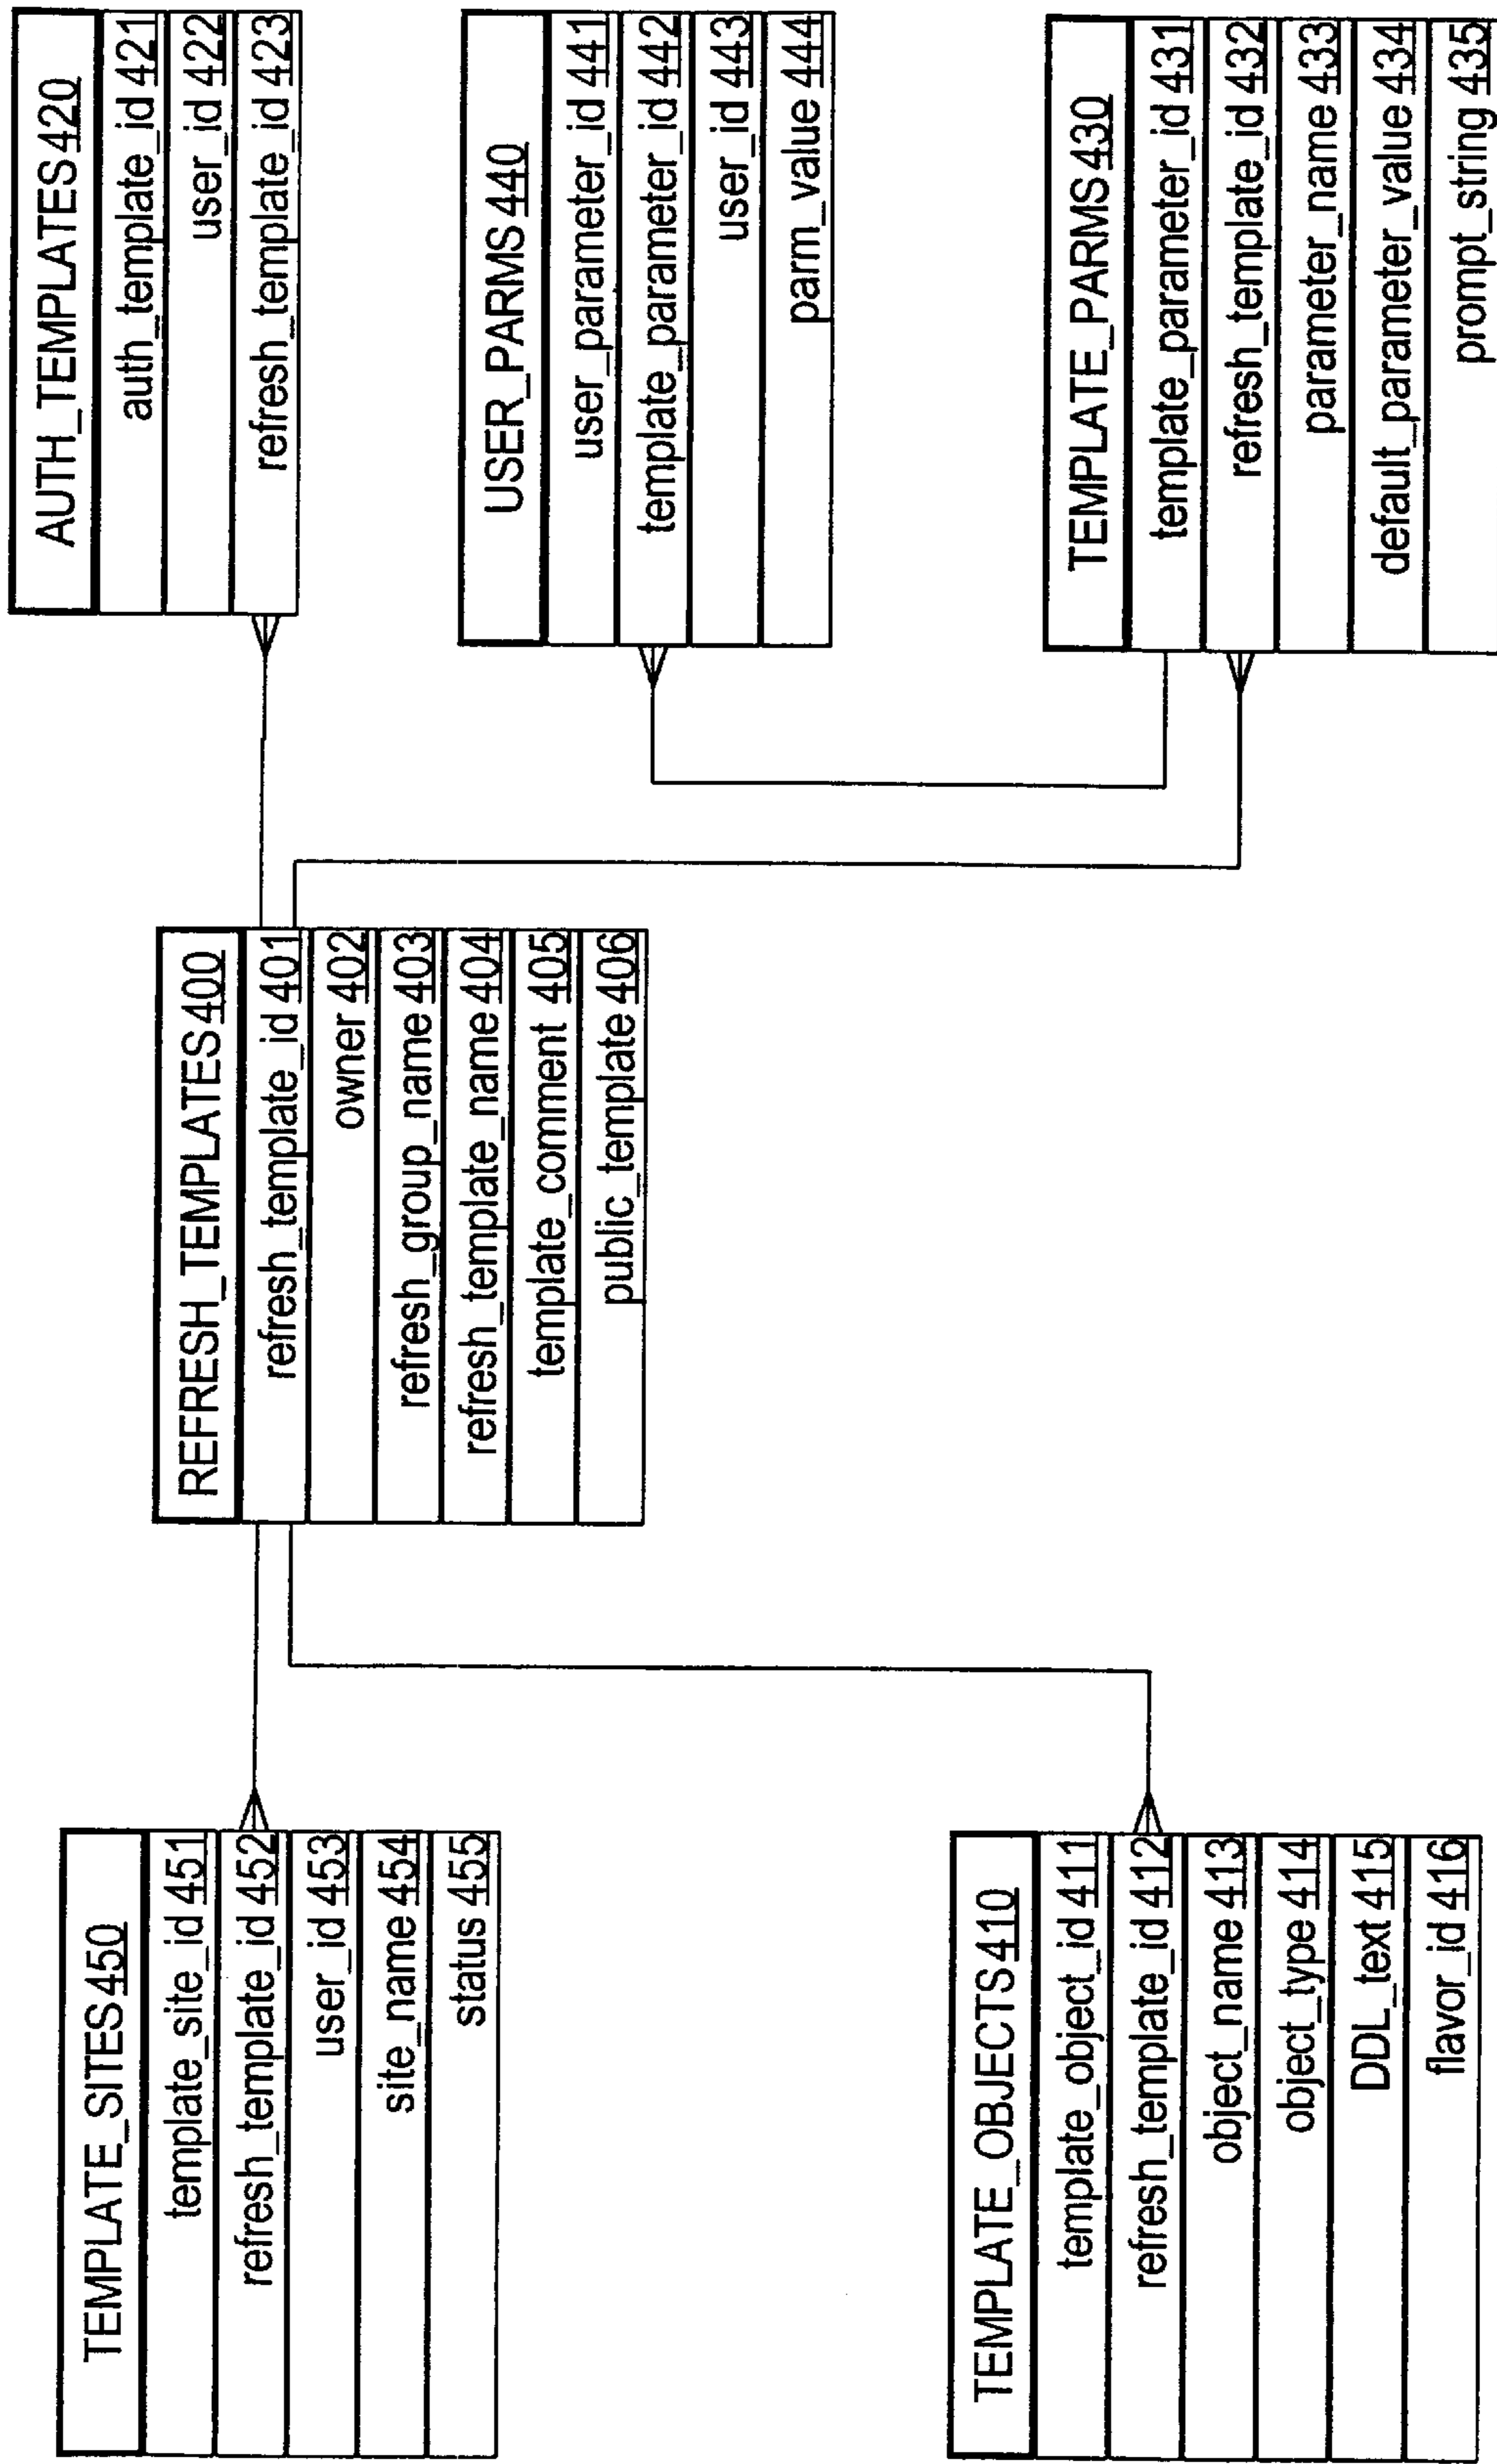 TEMPLATE_SITES 450
template_site_id 451
refresh_template_id 452
user_id 453
site_name 454
status 455
TEMPLATE_OBJECTS 410
template_object_id 411
refresh_template_id 412
object_name 413
object_type 414
DDL_text 415
flavor_id 416
REFRESH_TEMPLATES 400
refresh_template_id 401
owner 402
refresh_group_name 403
refresh_template_name 404
template_comment 405
public_template 406
AUTH_TEMPLATES 420
auth_template_id 421
user_id 422
refresh_template_id 423
USER_PARMS 440
user_parameter_id 441
template_parameter_id 442
user_id 443
parm_value 444
TEMPLATE_PARMS 430
template_parameter_id 431
refresh_template_id 432
parameter_name 433
default_parameter_value 434
prompt_string 435